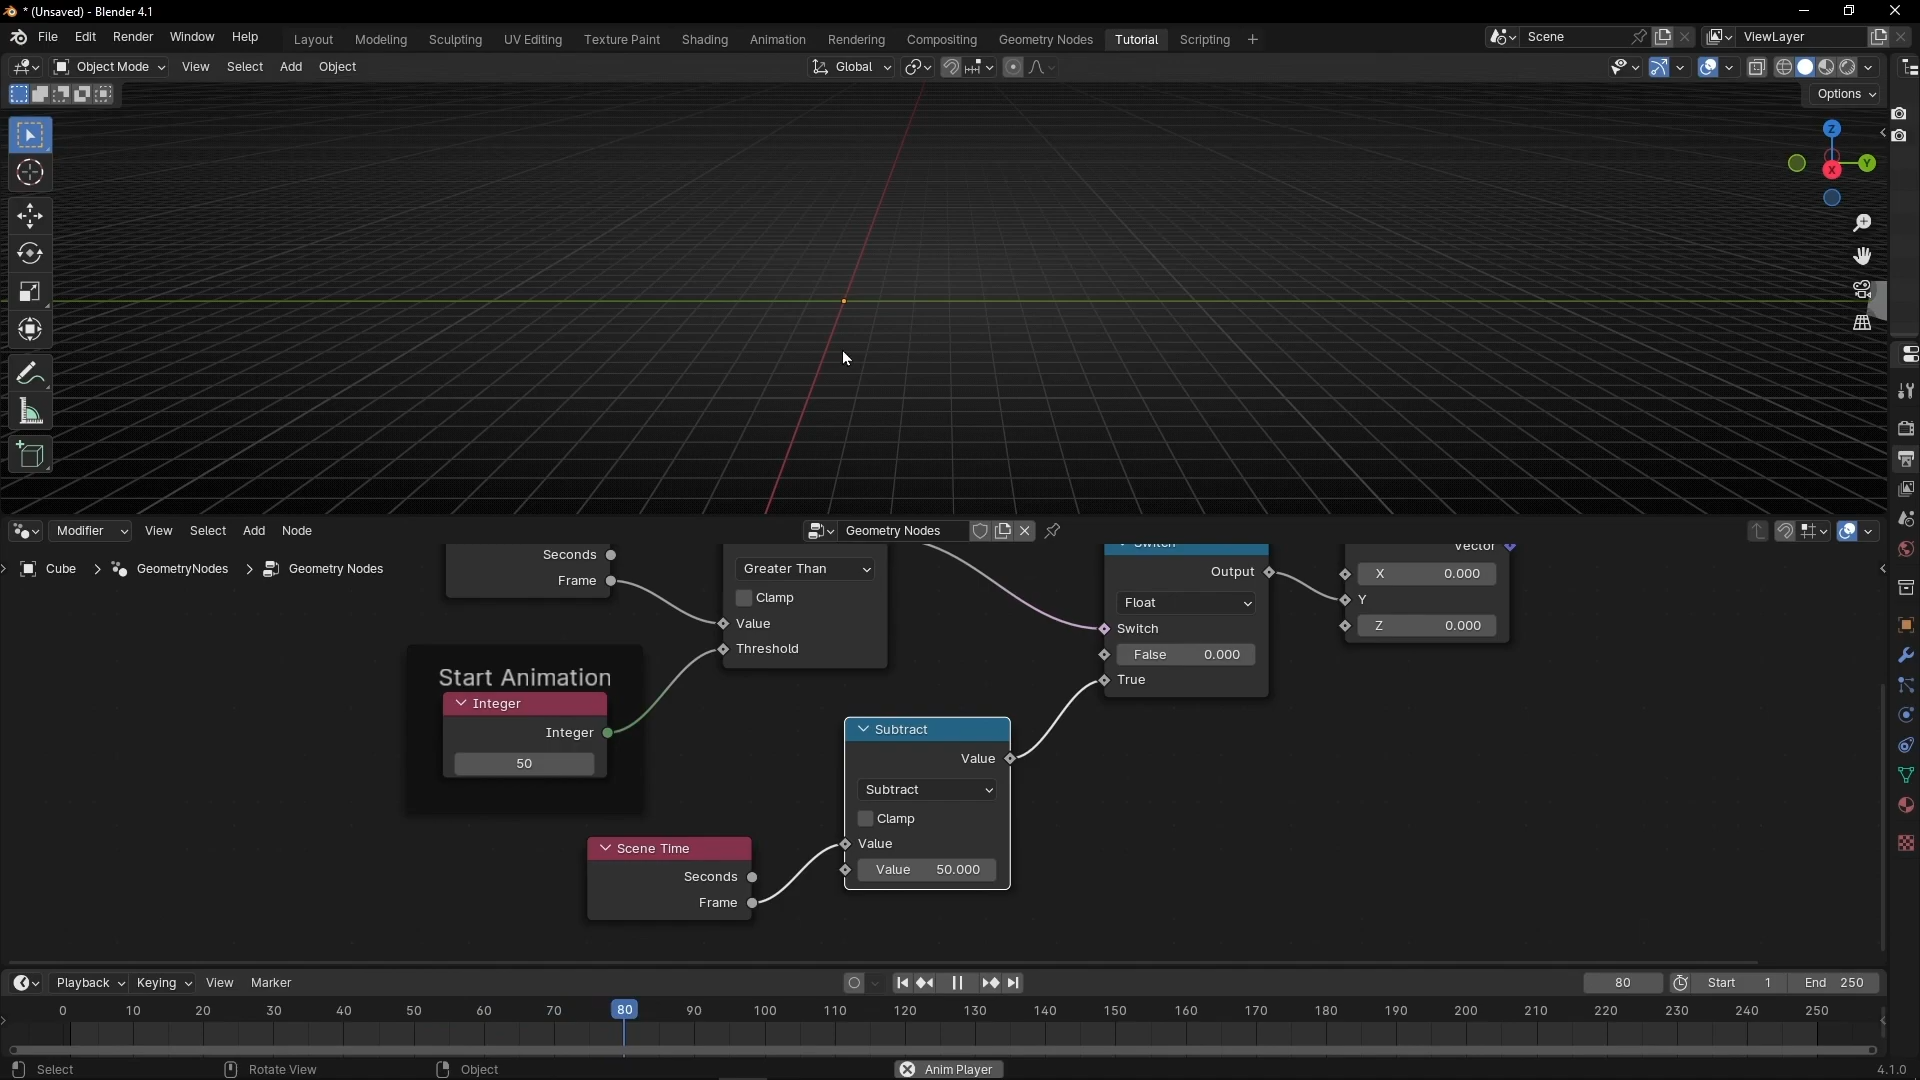 * (Unsaved) - Blender 4.1
File Edit Render Window Help Layout Modeling Sculpting UV Editing Texture Paint Shading Animation Rendering Compositing Geometry Nodes Tutorial Scripting + Scene ViewLayer
Object Mode View Select Add Object Global
Options
Z
Y
X
Modifier View Select Add Node Geometry Nodes
Cube > GeometryNodes > Geometry Nodes
Seconds
Frame
Greater Than
Clamp
Value
Threshold
Switch
Output
Float
Switch
False 0.000
True
Vector
X 0.000
Y
Z 0.000
Start Animation
Integer
Integer
50
Subtract
Value
Subtract
Clamp
Value
Value 50.000
Scene Time
Seconds
Frame
Playback Keying View Marker 80 Start 1 End 250
0 10 20 30 40 50 60 70 80 90 100 110 120 130 140 150 160 170 180 190 200 210 220 230 240 250
Select Rotate View Object Anim Player 4.1.0